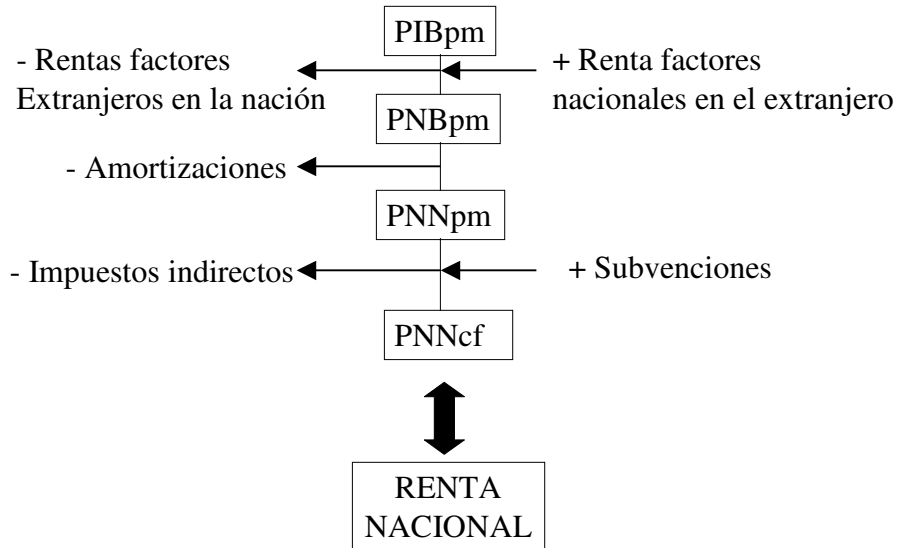 PIBpm
- Rentas factores
Extranjeros en la nación
+ Renta factores
nacionales en el extranjero
PNBpm
- Amortizaciones
PNNpm
- Impuestos indirectos
+ Subvenciones
PNNcf
RENTA
NACIONAL